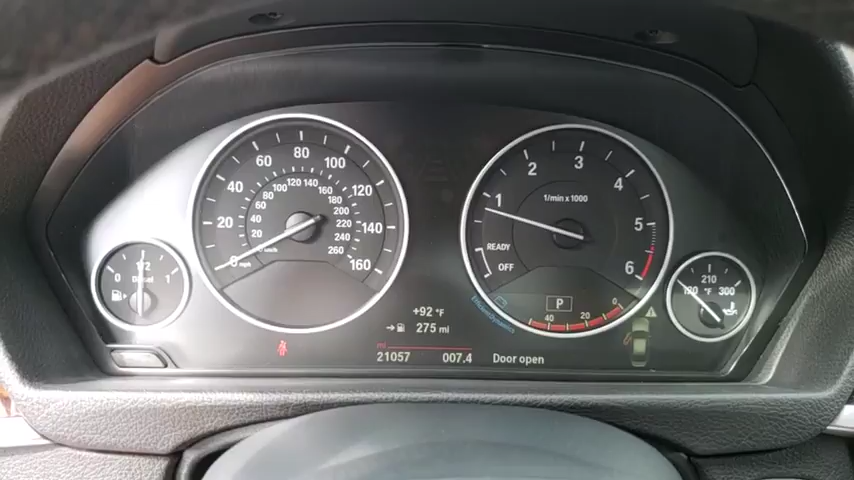 0 1/2 1
Diesel
0 20 40 60 80 100 120 140 160
mph
20 40 60 80 100 120 140 160 180 200 220 240 260
km/h
1 2 3 4 5 6
1/min x 1000
READY
OFF
EfficientDynamics
P
40 20 0
210
120 °F 300
+92 °F
275 mi
mi
21057 007.4
Door open